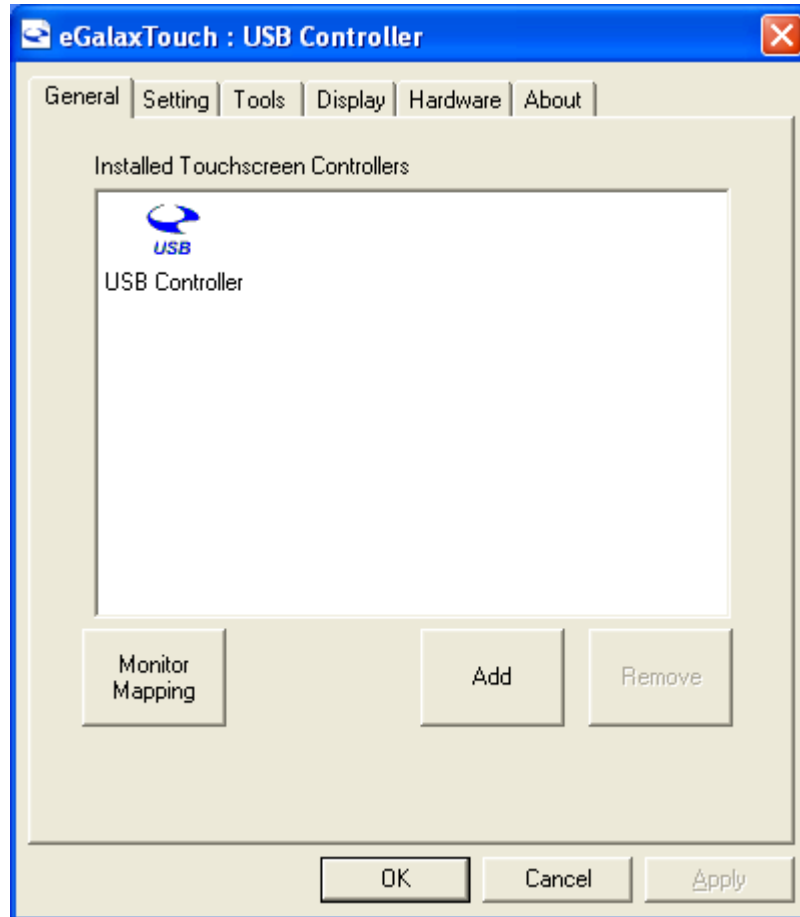 eGalaxTouch : USB Controller
General Setting Tools Display Hardware About
Installed Touchscreen Controllers
USB
USB Controller
Monitor
Mapping
Add
Remove
OK Cancel Apply